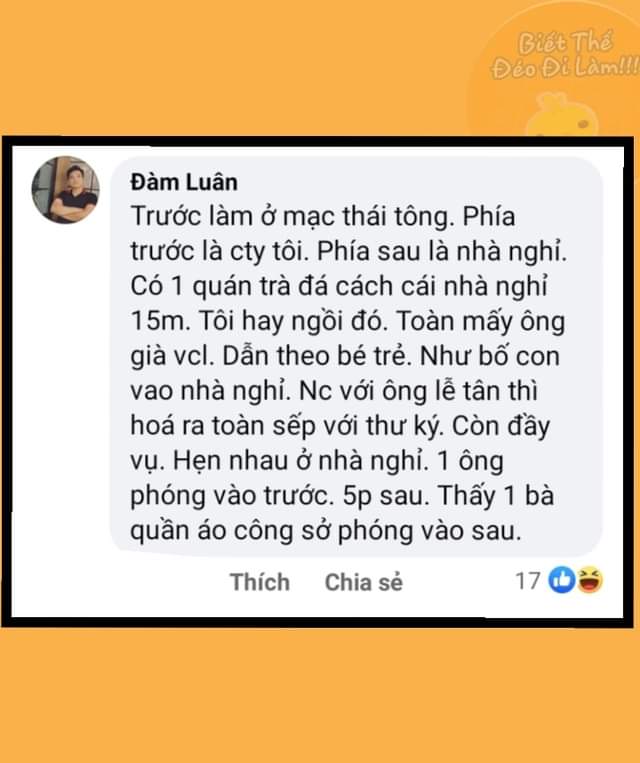 Biết Thế
Đéo Đi Làm!!!
Đàm Luân
Trước làm ở mạc thái tông. Phía
trước là cty tôi. Phía sau là nhà nghỉ.
Có 1 quán trà đá cách cái nhà nghỉ
15m. Tôi hay ngồi đó. Toàn mấy ông
già vcl. Dẫn theo bé trẻ. Như bố con
vao nhà nghỉ. Nc với ông lễ tân thì
hoá ra toàn sếp với thư ký. Còn đầy
vụ. Hẹn nhau ở nhà nghỉ. 1 ông
phóng vào trước. 5p sau. Thấy 1 bà
quần áo công sở phóng vào sau.
Thích Chia sẻ 17